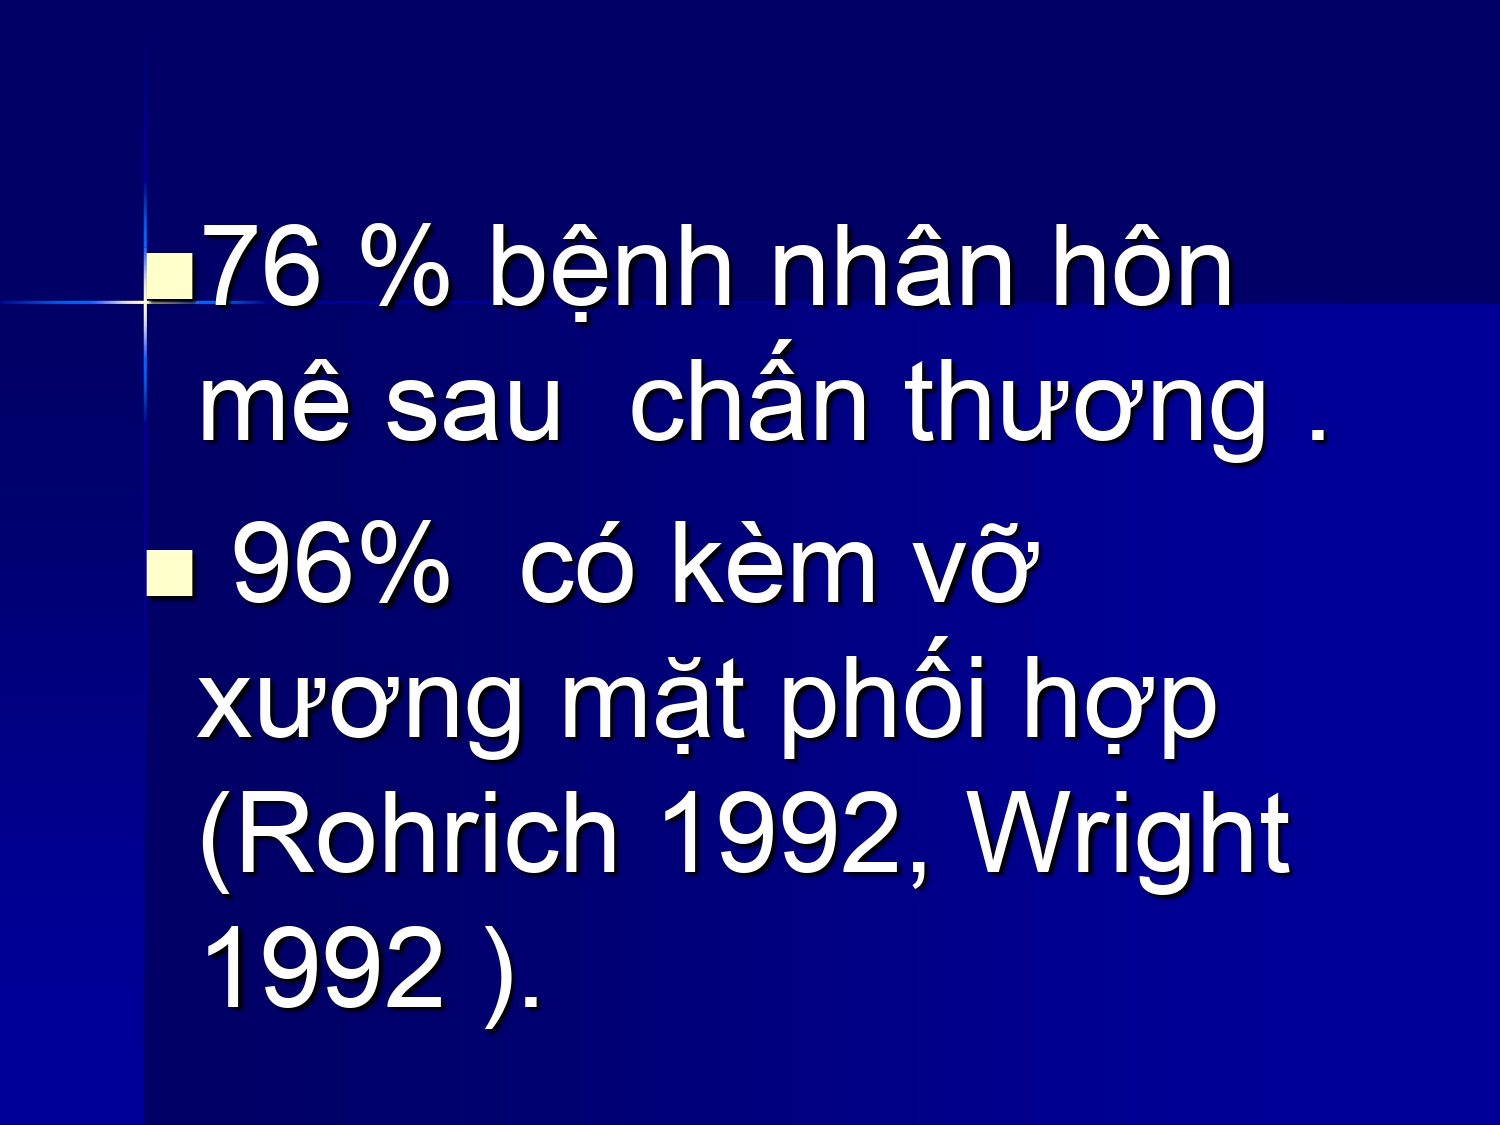 76 % bệnh nhân hôn
mê sau  chấn thương .
96%  có kèm vỡ
xương mặt phối hợp
(Rohrich 1992, Wright
1992 ).